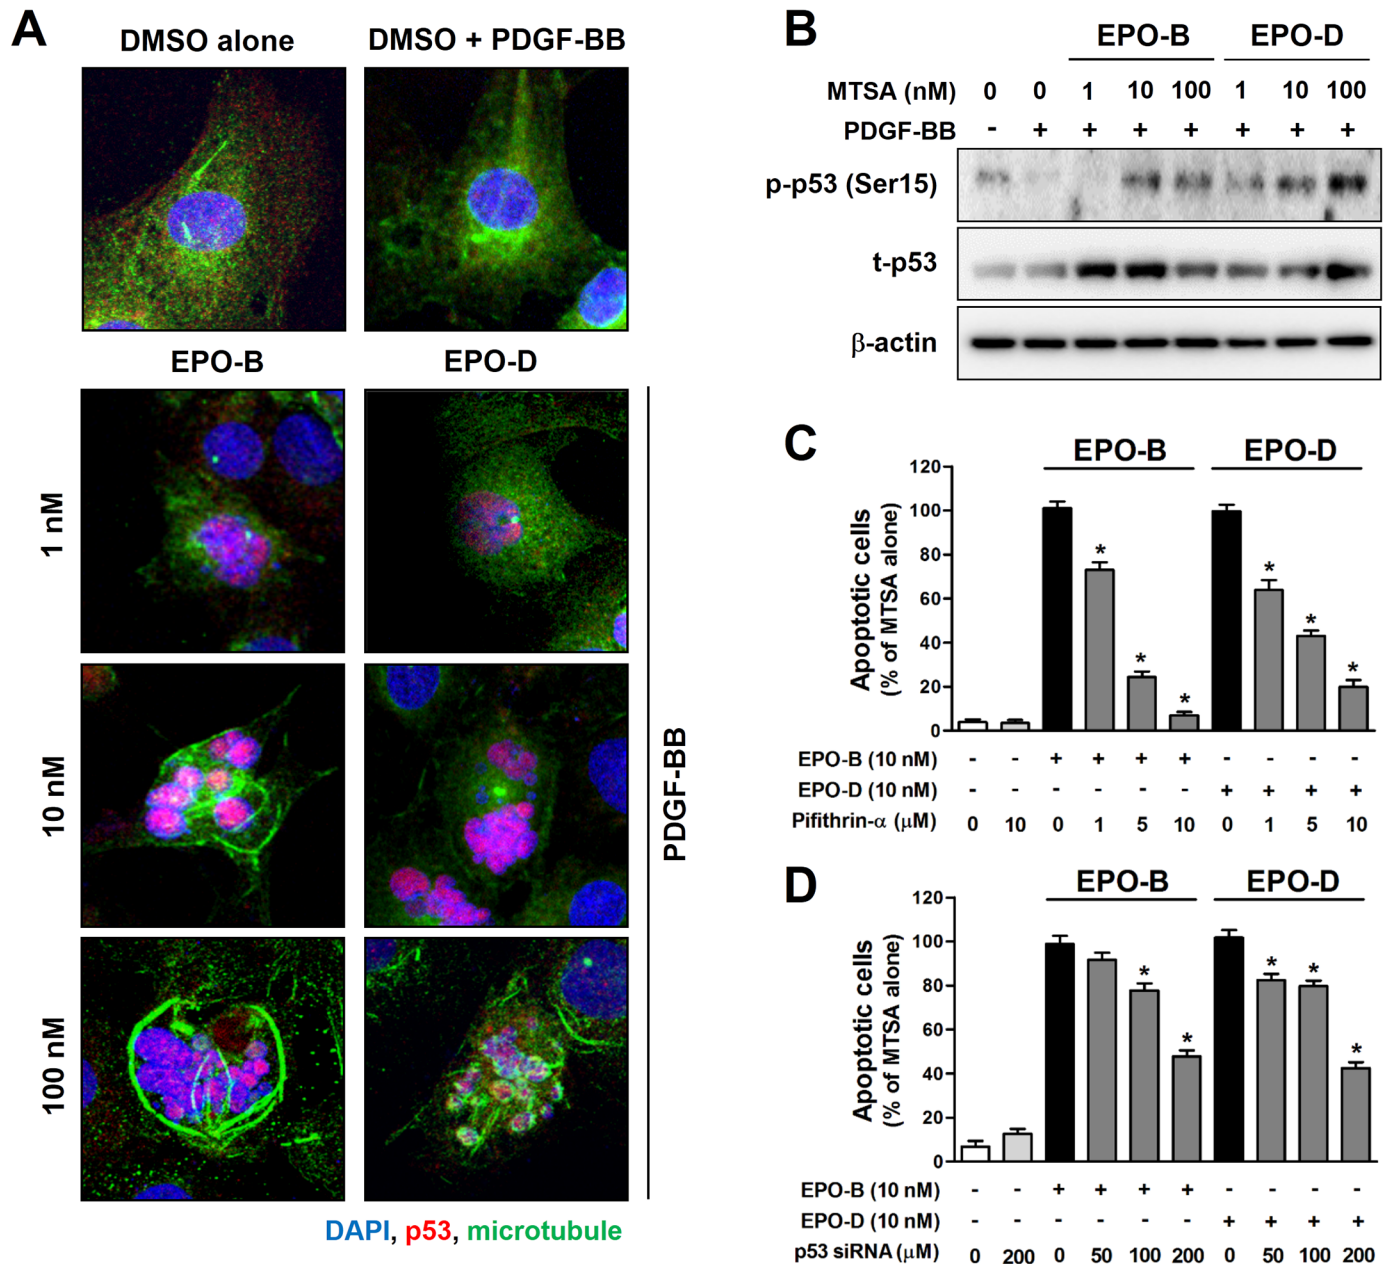 A
DMSO alone
DMSO + PDGF-BB
EPO-B
EPO-D
1 nM
10 nM
100 nM
PDGF-BB
DAPI, p53, microtubule
B
EPO-B EPO-D
MTSA (nM) 0 0 1 10 100 1 10 100
PDGF-BB - + + + + + + +
p-p53 (Ser15)
t-p53
β-actin
C
EPO-B EPO-D
Apoptotic cells
(% of MTSA alone)
120
100
80
60
40
20
0
* * * * * *
EPO-B (10 nM) - - + + + + - - - -
EPO-D (10 nM) - - - - - - + + + +
Pifithrin-α (μM) 0 10 0 1 5 10 0 1 5 10
D
EPO-B EPO-D
Apoptotic cells
(% of MTSA alone)
120
100
80
60
40
20
0
* * * * *
EPO-B (10 nM) - - + + + + - - - -
EPO-D (10 nM) - - - - - - + + + +
p53 siRNA (μM) 0 200 0 50 100 200 0 50 100 200